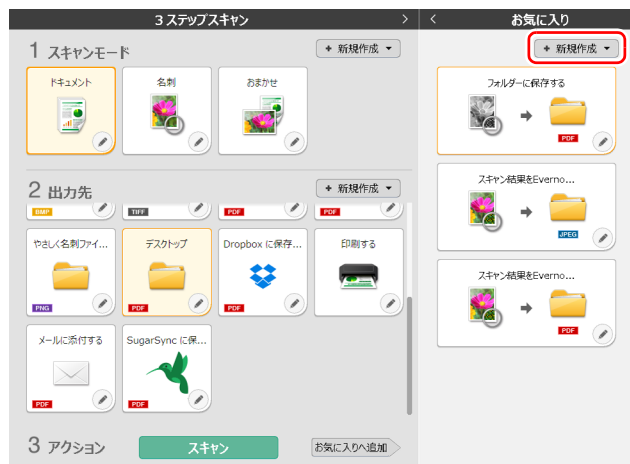 3 ステップスキャン
お気に入り
1 スキャンモード
+ 新規作成
ドキュメント
名刺
おまかせ
2 出力先
+ 新規作成
BMP
TIFF
PDF
PDF
やさしく名刺ファイ...
デスクトップ
Dropbox に保存...
印刷する
PNG
PDF
PDF
メールに添付する
SugarSync に保...
PDF
PDF
3 アクション
スキャン
お気に入りへ追加
+ 新規作成
フォルダーに保存する
PDF
スキャン結果をEverno...
JPEG
スキャン結果をEverno...
PDF